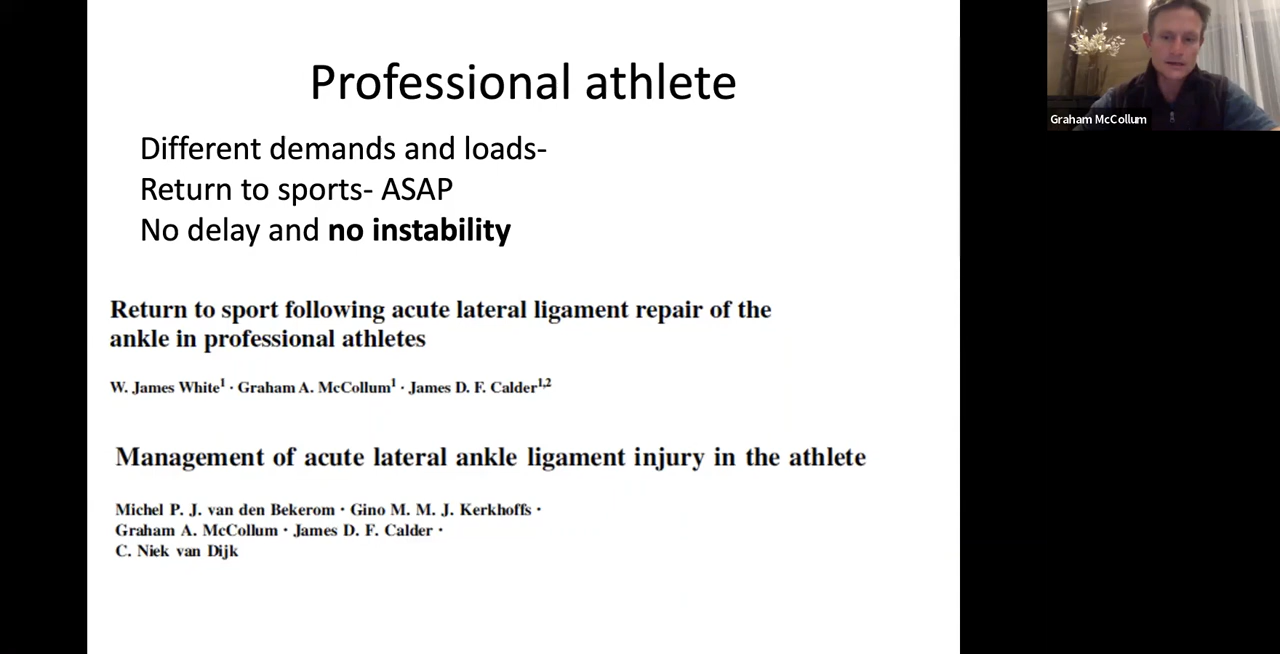 Professional athlete
Different demands and loads-
Return to sports- ASAP
No delay and no instability
Return to sport following acute lateral ligament repair of the
ankle in professional athletes
W. James White¹ · Graham A. McCollum¹ · James D. F. Calder¹,²
Management of acute lateral ankle ligament injury in the athlete
Michel P. J. van den Bekerom · Gino M. M. J. Kerkhoffs ·
Graham A. McCollum · James D. F. Calder ·
C. Niek van Dijk
Graham McCollum